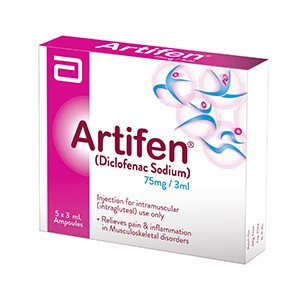 Artifen®
(Diclofenac Sodium)
75mg / 3ml
Injection for intramuscular
(intragluteal) use only
• Relieves pain & inflammation
in Musculoskeletal disorders
5 x 3 mL
Ampoules